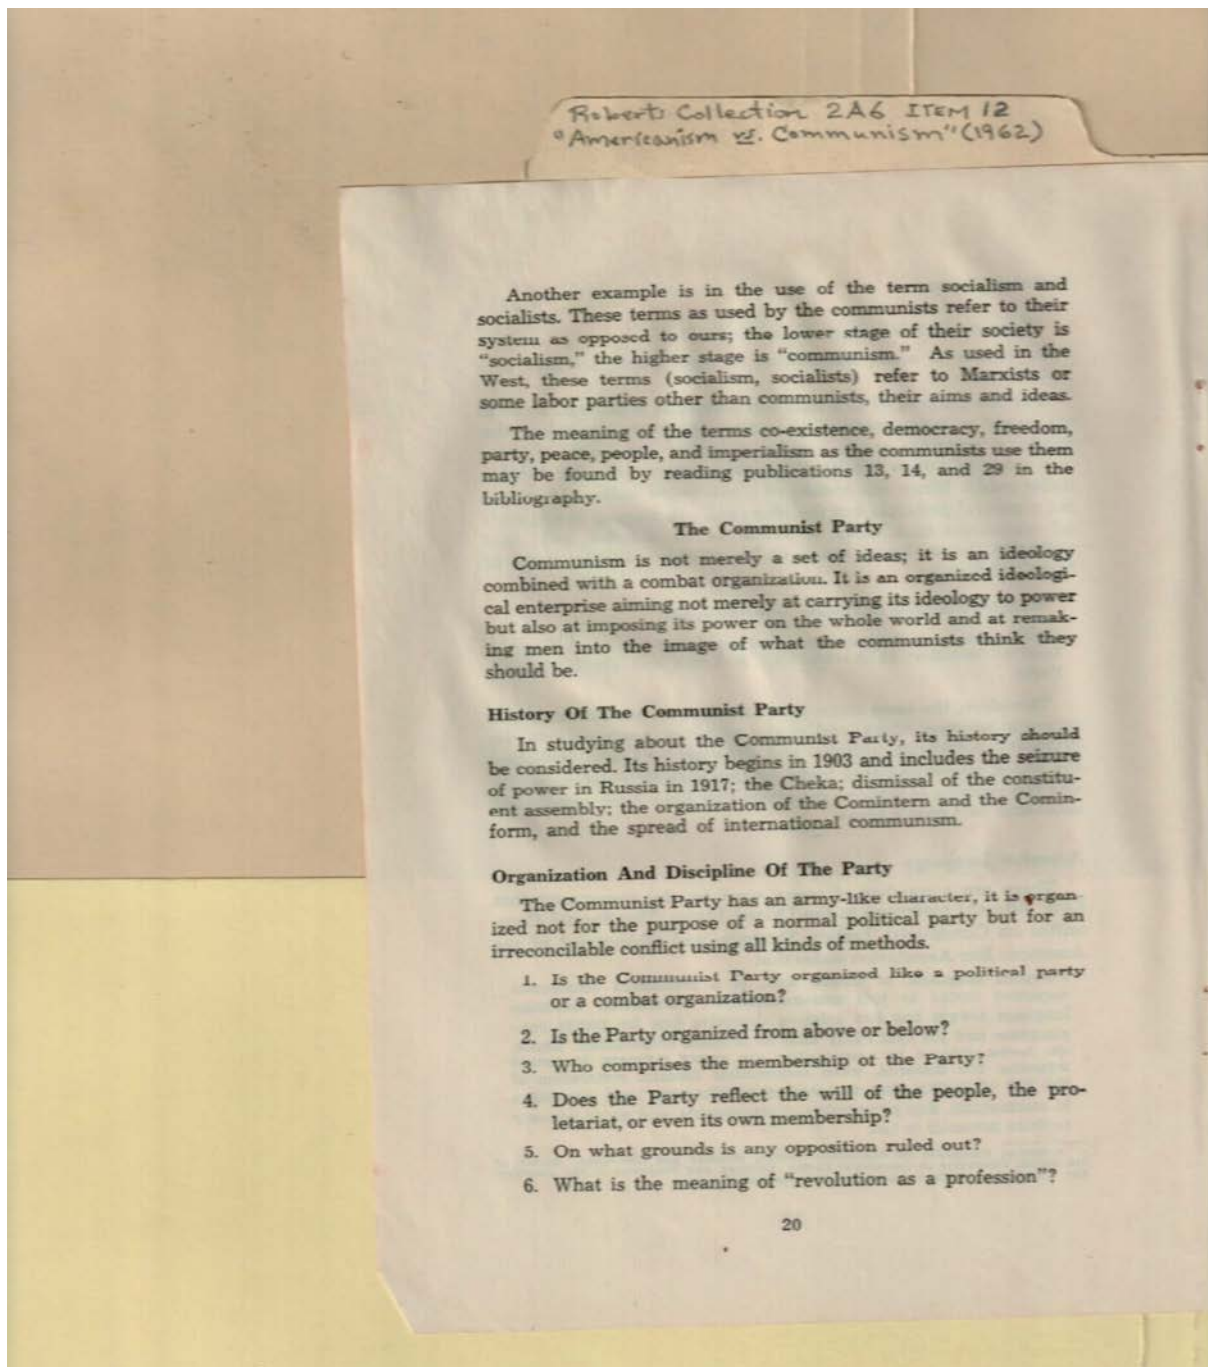 Roberts Collection 2A6 ITEM 12
"Americanism vs. Communism" (1962)
Another example is in the use of the term socialism and
socialists. These terms as used by the communists refer to their
system as opposed to ours; the lower stage of their society is
“socialism,” the higher stage is “communism.” As used in the
West, these terms (socialism, socialists) refer to Marxists or
some labor parties other than communists, their aims and ideas.
The meaning of the terms co-existence, democracy, freedom,
party, peace, people, and imperialism as the communists use them
may be found by reading publications 13, 14, and 29 in the
bibliography.
The Communist Party
Communism is not merely a set of ideas; it is an ideology
combined with a combat organization. It is an organized ideologi-
cal enterprise aiming not merely at carrying its ideology to power
but also at imposing its power on the whole world and at remak-
ing men into the image of what the communists think they
should be.
History Of The Communist Party
In studying about the Communist Party, its history should
be considered. Its history begins in 1903 and includes the seizure
of power in Russia in 1917; the Cheka; dismissal of the constitu-
ent assembly; the organization of the Comintern and the Comin-
form, and the spread of international communism.
Organization And Discipline Of The Party
The Communist Party has an army-like character, it is organ-
ized not for the purpose of a normal political party but for an
irreconcilable conflict using all kinds of methods.
1. Is the Communist Party organized like a political party
or a combat organization?
2. Is the Party organized from above or below?
3. Who comprises the membership of the Party?
4. Does the Party reflect the will of the people, the pro-
letariat, or even its own membership?
5. On what grounds is any opposition ruled out?
6. What is the meaning of “revolution as a profession”?
20